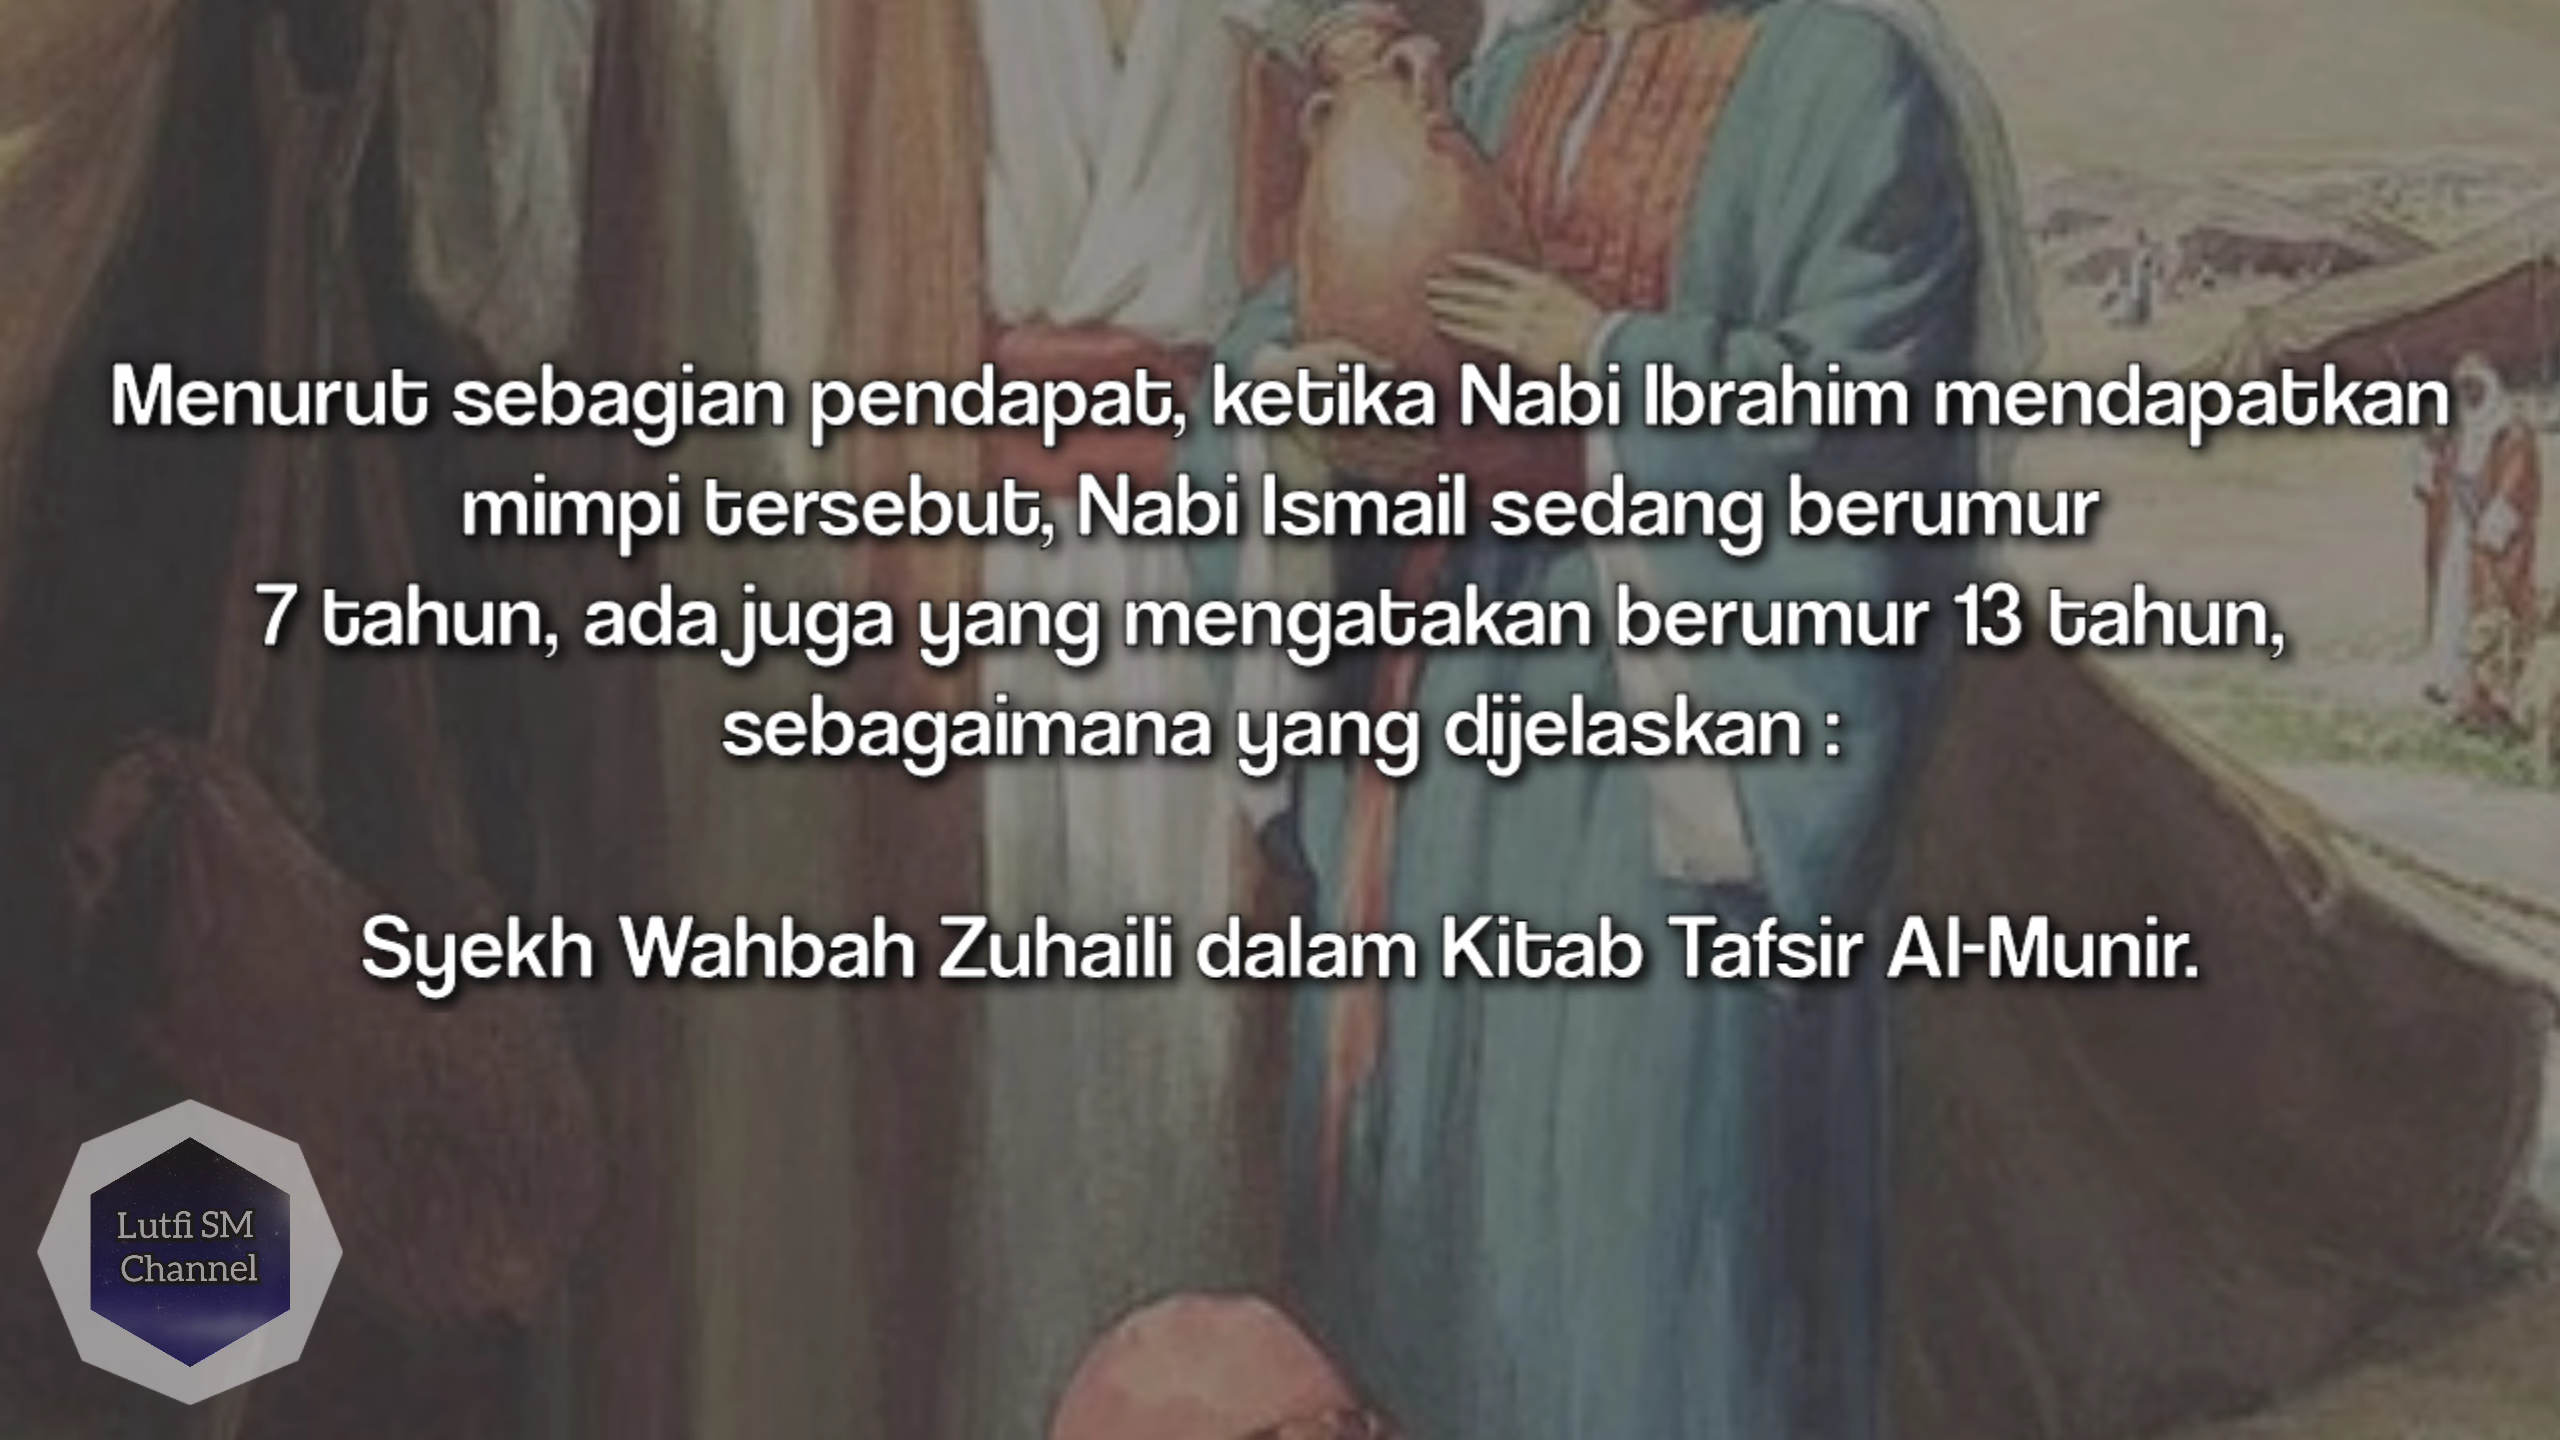 Menurut sebagian pendapat, ketika Nabi Ibrahim mendapatkan
mimpi tersebut, Nabi Ismail sedang berumur
7 tahun, ada juga yang mengatakan berumur 13 tahun,
sebagaimana yang dijelaskan :
Syekh Wahbah Zuhaili dalam Kitab Tafsir Al-Munir.
Lutfi SM
Channel